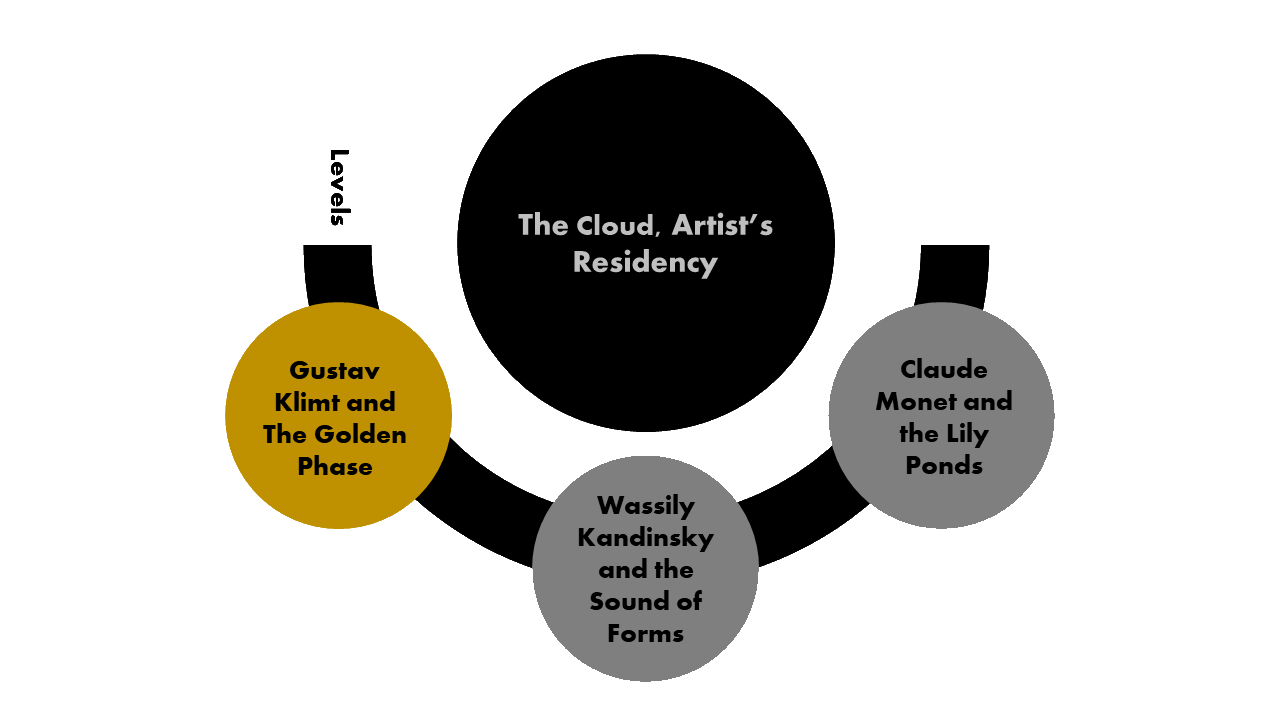 Levels
The Cloud, Artist’s
Residency
Gustav
Klimt and
The Golden
Phase
Wassily
Kandinsky
and the
Sound of
Forms
Claude
Monet and
the Lily
Ponds